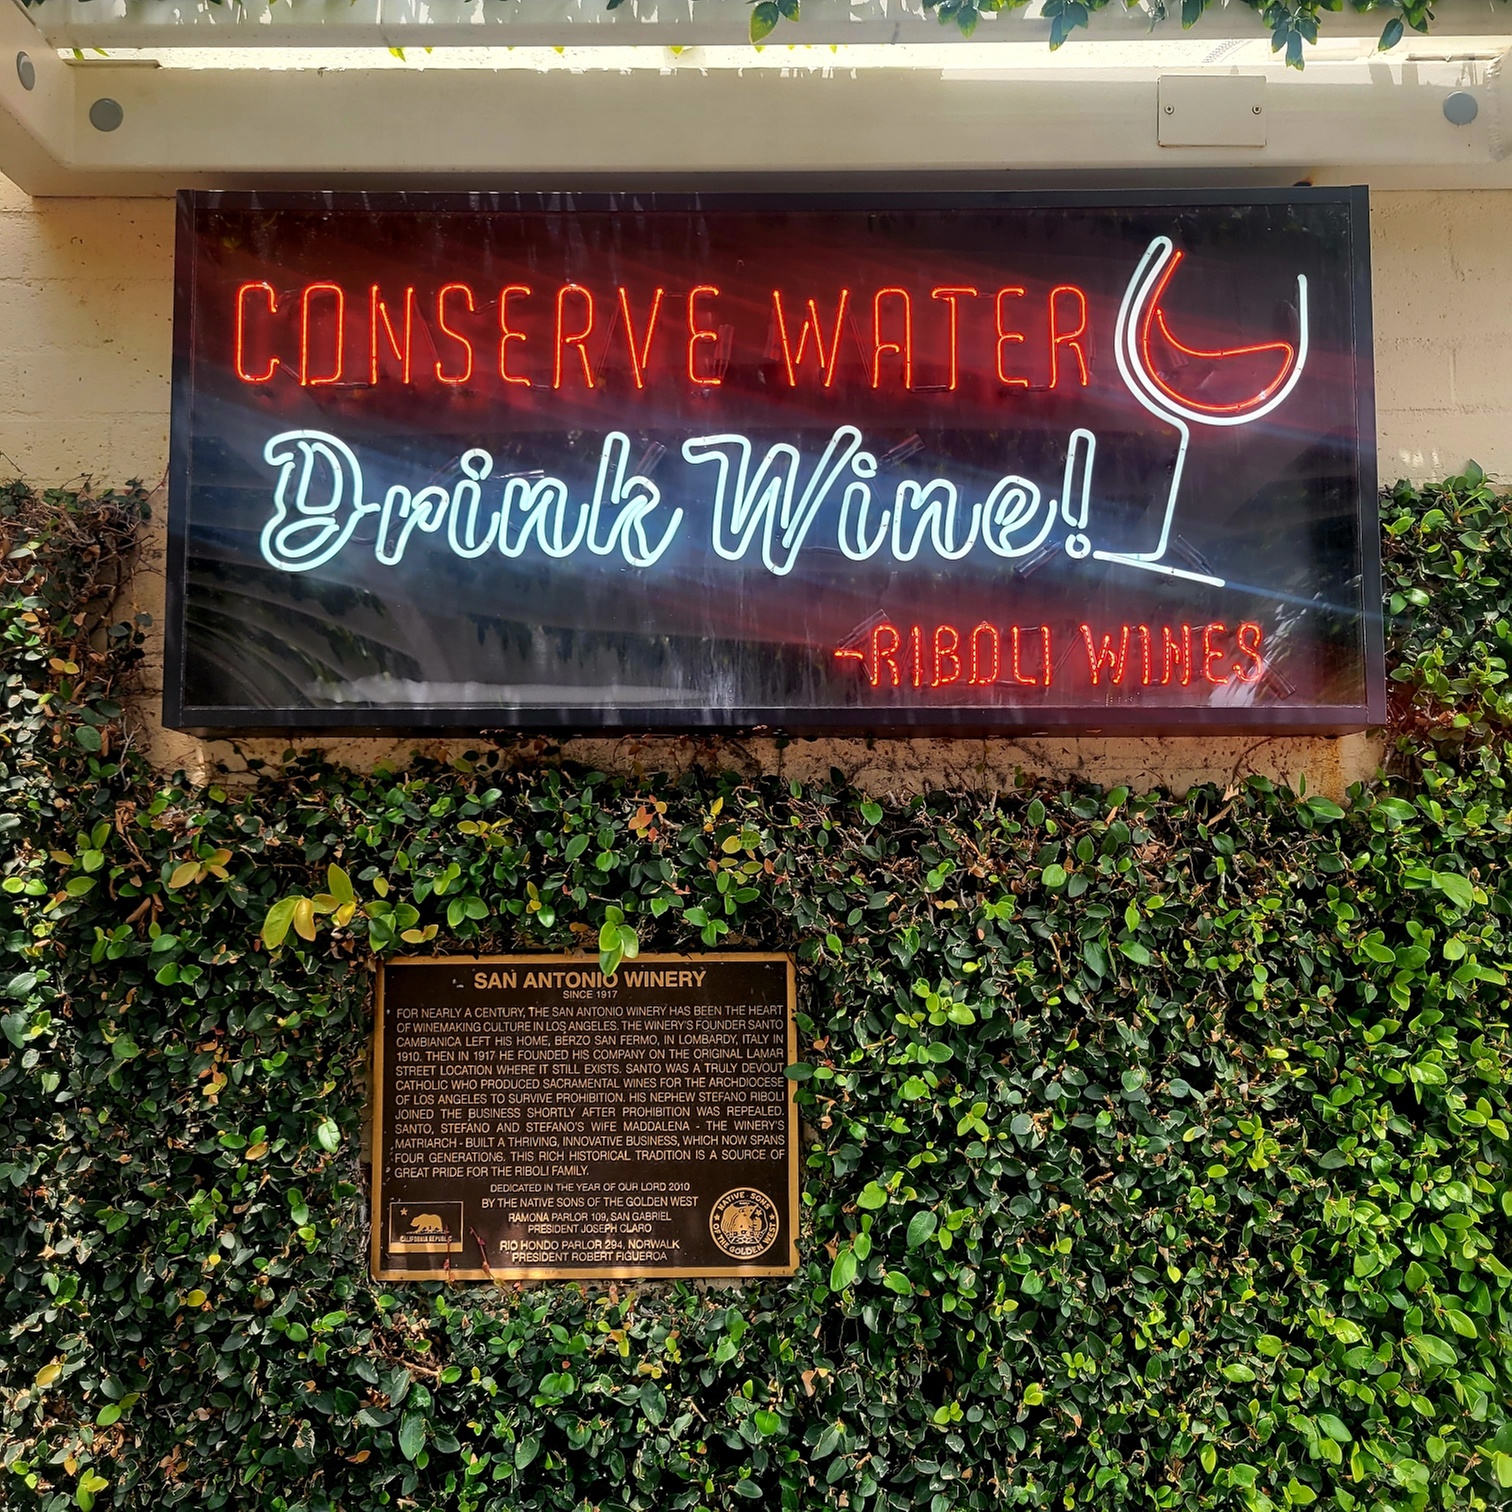 CONSERVE WATER
Drink Wine!
-RIBOLI WINES
SAN ANTONIO WINERY
SINCE 1917
FOR NEARLY A CENTURY, THE SAN ANTONIO WINERY HAS BEEN THE HEART
OF WINEMAKING CULTURE IN LOS ANGELES. THE WINERY'S FOUNDER SANTO
CAMBIANICA LEFT HIS HOME, BERZO SAN FERMO, IN LOMBARDY, ITALY IN
1910. THEN IN 1917 HE FOUNDED HIS COMPANY ON THE ORIGINAL LAMAR
STREET LOCATION WHERE IT STILL EXISTS. SANTO WAS A TRULY DEVOUT
CATHOLIC WHO PRODUCED SACRAMENTAL WINES FOR THE ARCHDIOCESE
OF LOS ANGELES TO SURVIVE PROHIBITION. HIS NEPHEW STEFANO RIBOLI
JOINED THE BUSINESS SHORTLY AFTER PROHIBITION WAS REPEALED.
SANTO, STEFANO AND STEFANO'S WIFE MADDALENA - THE WINERY'S
MATRIARCH - BUILT A THRIVING, INNOVATIVE BUSINESS, WHICH NOW SPANS
FOUR GENERATIONS. THIS RICH HISTORICAL TRADITION IS A SOURCE OF
GREAT PRIDE FOR THE RIBOLI FAMILY.
DEDICATED IN THE YEAR OF OUR LORD 2010
BY THE NATIVE SONS OF THE GOLDEN WEST
RAMONA PARLOR 109, SAN GABRIEL
PRESIDENT JOSEPH CLARO
RIO HONDO PARLOR 294, NORWALK
PRESIDENT ROBERT FIGUEROA
CALIFORNIA REPUBLIC
NATIVE SONS
OF THE GOLDEN WEST